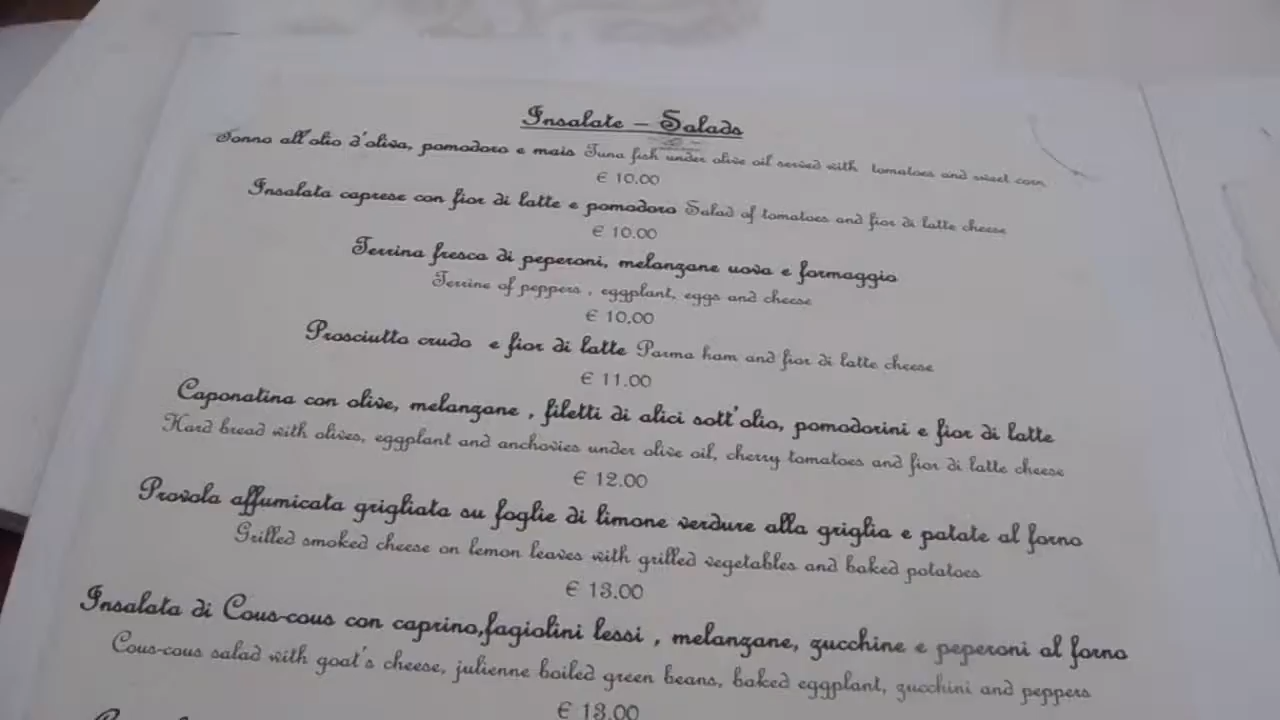 Insalate – Salads
Tonno all'olio d'oliva, pomodoro e mais Tuna fish under olive oil served with tomatoes and sweet corn
€ 10.00
Insalata caprese con fior di latte e pomodoro Salad of tomatoes and fior di latte cheese
€ 10.00
Terrina fresca di peperoni, melanzane uova e formaggio
Terrine of peppers , eggplant, eggs and cheese
€ 10.00
Prosciutto crudo e fior di latte Parma ham and fior di latte cheese
€ 11.00
Caponatina con olive, melanzane , filetti di alici sott'olio, pomodorini e fior di latte
Hard bread with olives, eggplant and anchovies under olive oil, cherry tomatoes and fior di latte cheese
€ 12.00
Provola affumicata grigliata su foglie di limone verdure alla griglia e patate al forno
Grilled smoked cheese on lemon leaves with grilled vegetables and baked potatoes
€ 13.00
Insalata di Cous-cous con caprino,fagiolini lessi , melanzane, zucchine e peperoni al forno
Cous-cous salad with goat's cheese, julienne boiled green beans, baked eggplant, zucchini and peppers
€ 13.00